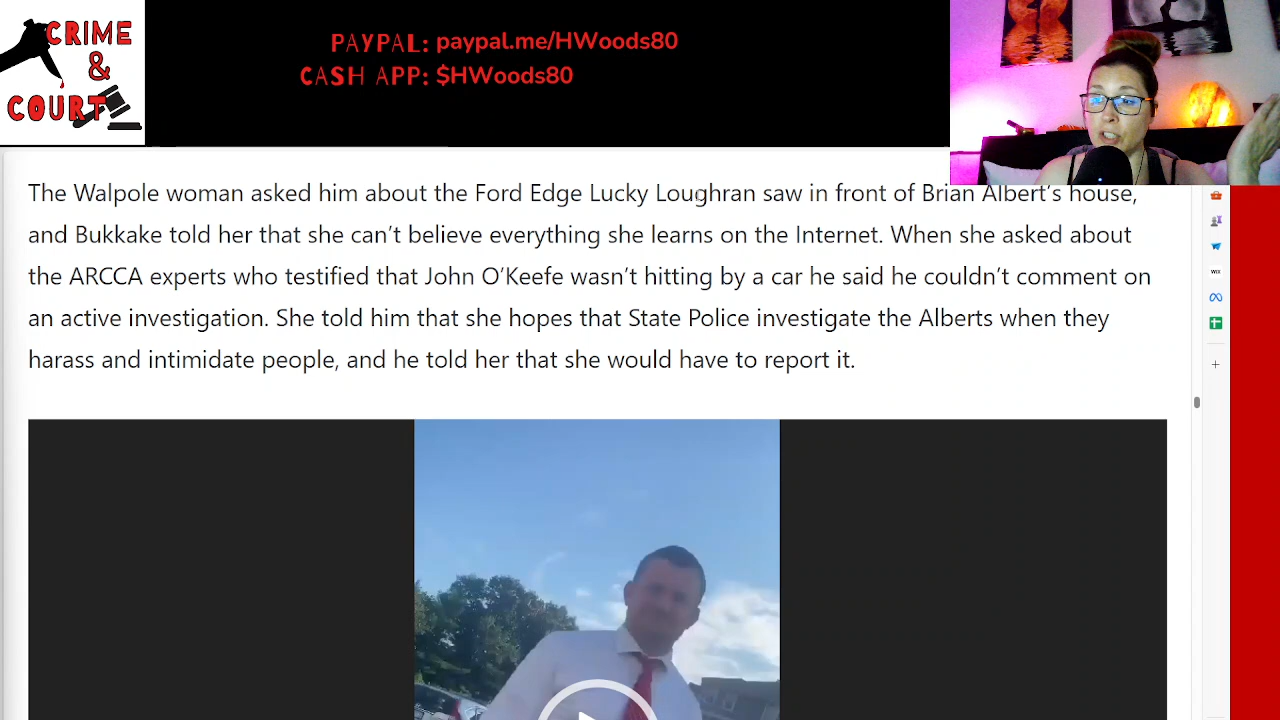 CRIME
&
COURT
PAYPAL: paypal.me/HWoods80
CASH APP: $HWoods80
The Walpole woman asked him about the Ford Edge Lucky Loughran saw in front of Brian Albert’s house,
and Bukkake told her that she can’t believe everything she learns on the Internet. When she asked about
the ARCCA experts who testified that John O’Keefe wasn’t hitting by a car he said he couldn’t comment on
an active investigation. She told him that she hopes that State Police investigate the Alberts when they
harass and intimidate people, and he told her that she would have to report it.
WIX